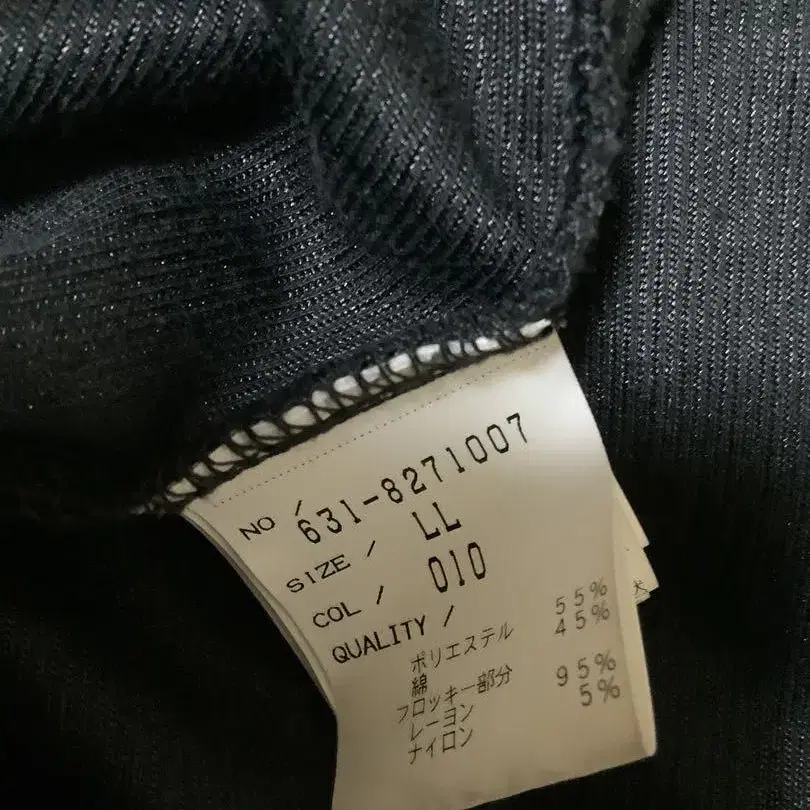 NO / 631-8271007
SIZE / LL
COL / 010
QUALITY /
ポリエステル 55%
綿 45%
フロッキー部分
レーヨン 95%
ナイロン 5%